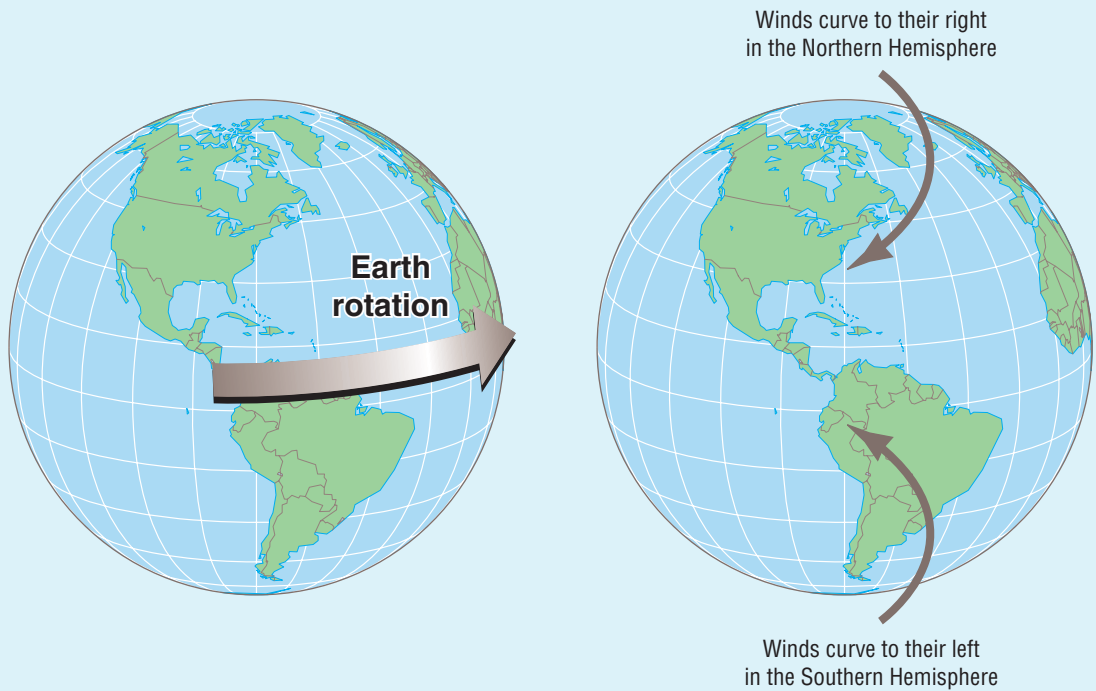 Winds curve to their right
in the Northern Hemisphere
Earth
rotation
Winds curve to their left
in the Southern Hemisphere